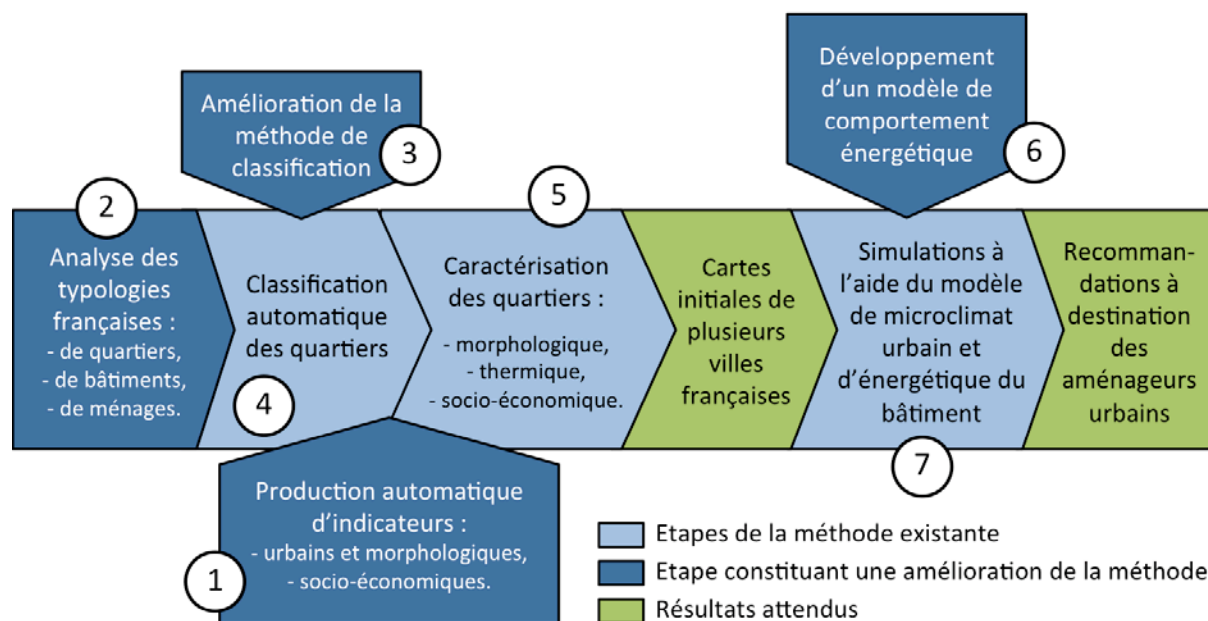 Amélioration de la
méthode de
classification
3
Développement
d’un modèle de
comportement
énergétique
6
2
Analyse des
typologies
françaises :
- de quartiers,
- de bâtiments,
- de ménages.
Classification
automatique
des quartiers
4
5
Caractérisation
des quartiers :
- morphologique,
- thermique,
- socio-économique.
Cartes
initiales de
plusieurs
villes
françaises
Simulations à
l’aide du modèle
de microclimat
urbain et
d’énergétique du
bâtiment
7
Recomman-
dations à
destination
des
aménageurs
urbains
Production automatique
d’indicateurs :
- urbains et morphologiques,
- socio-économiques.
1
Etapes de la méthode existante
Etape constituant une amélioration de la méthode
Résultats attendus